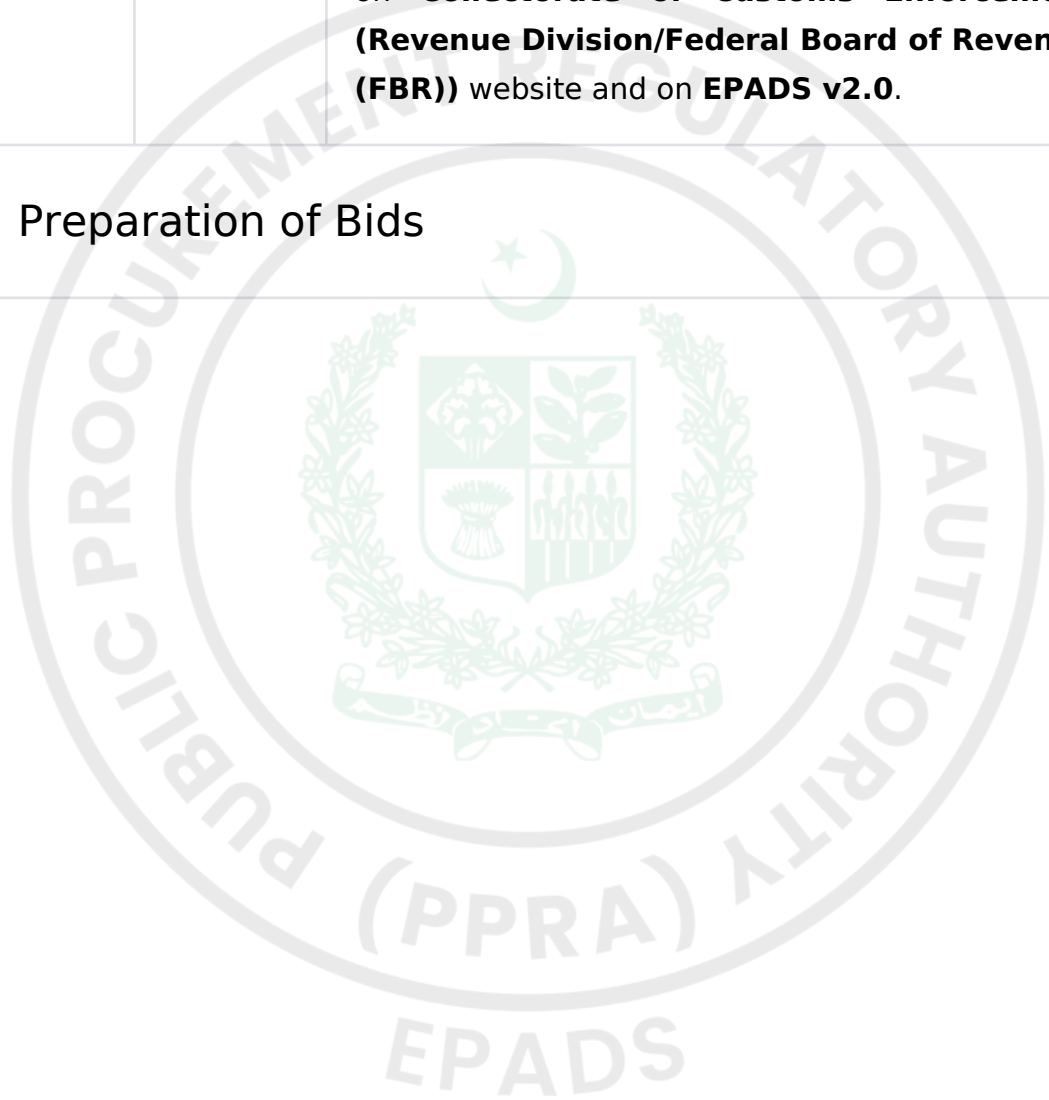 (Revenue Division/Federal Board of Reven
(FBR)) website and on EPADS v2.0.
Preparation of Bids
PUBLIC PROCUREMENT REGULATORY AUTHORITY
(PPRA)
EPADS